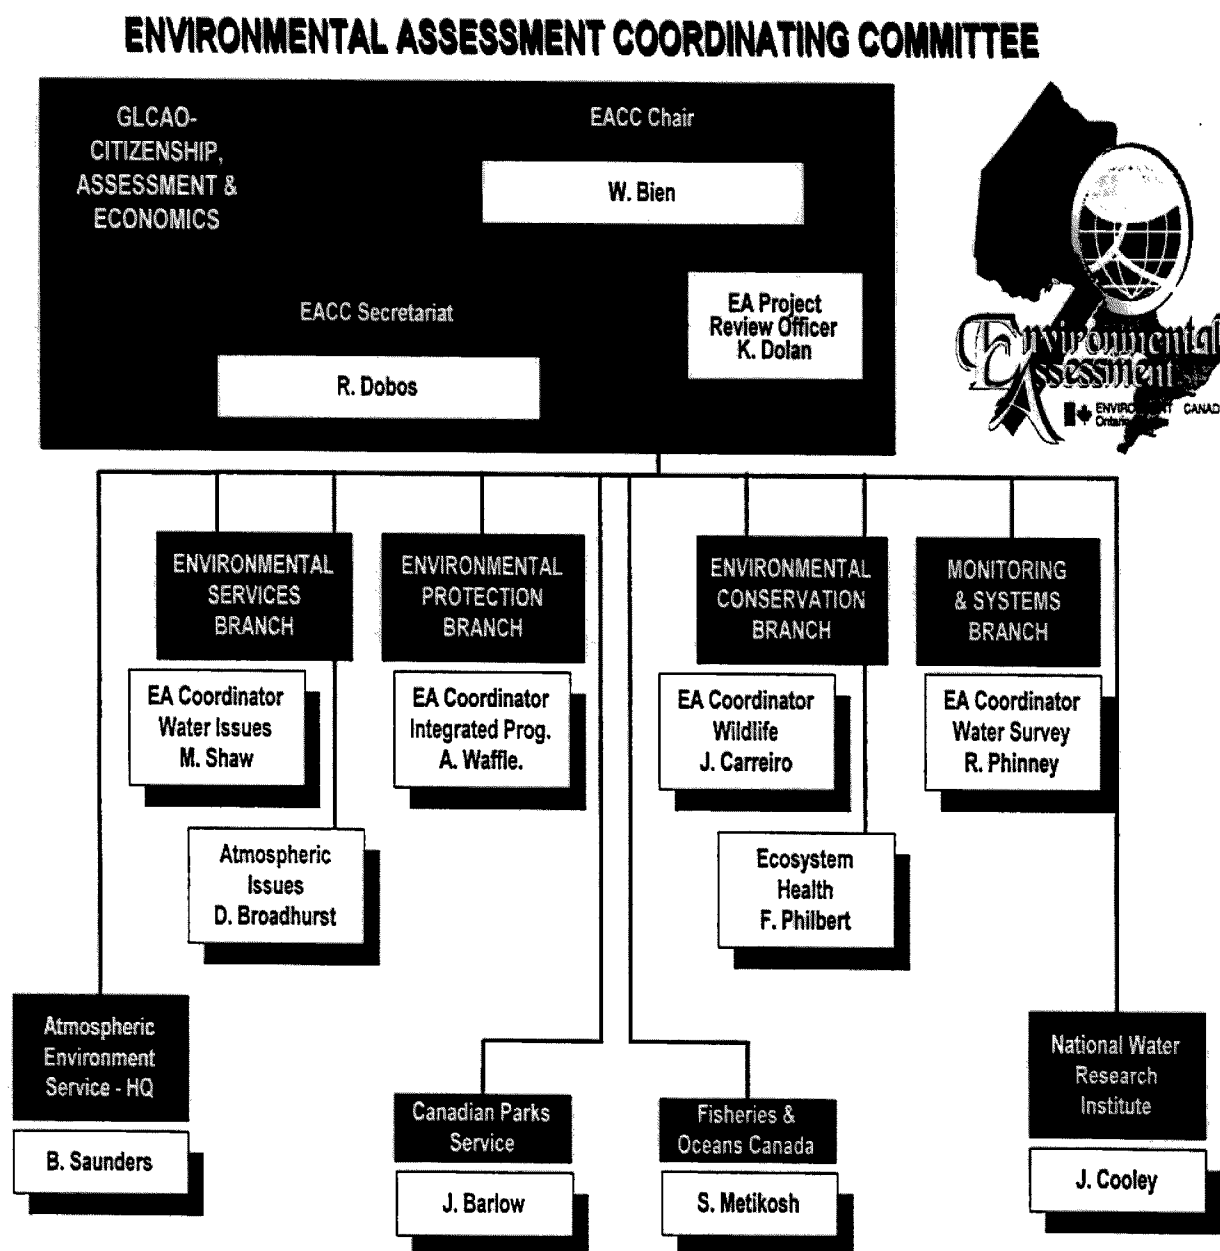 ENVIRONMENTAL ASSESSMENT COORDINATING COMMITTEE
GLCAO-
CITIZENSHIP,
ASSESSMENT &
ECONOMICS
EACC Chair
W. Bien
EACC Secretariat
R. Dobos
EA Project
Review Officer
K. Dolan
Environmental
Assessment
ENVIRONMENT CANADA
ENVIRONMENTAL
SERVICES
BRANCH
EA Coordinator
Water Issues
M. Shaw
Atmospheric
Issues
D. Broadhurst
ENVIRONMENTAL
PROTECTION
BRANCH
EA Coordinator
Integrated Prog.
A. Waffle.
ENVIRONMENTAL
CONSERVATION
BRANCH
EA Coordinator
Wildlife
J. Carreiro
Ecosystem
Health
F. Philbert
MONITORING
& SYSTEMS
BRANCH
EA Coordinator
Water Survey
R. Phinney
Atmospheric
Environment
Service - HQ
B. Saunders
Canadian Parks
Service
J. Barlow
Fisheries &
Oceans Canada
S. Metikosh
National Water
Research
Institute
J. Cooley